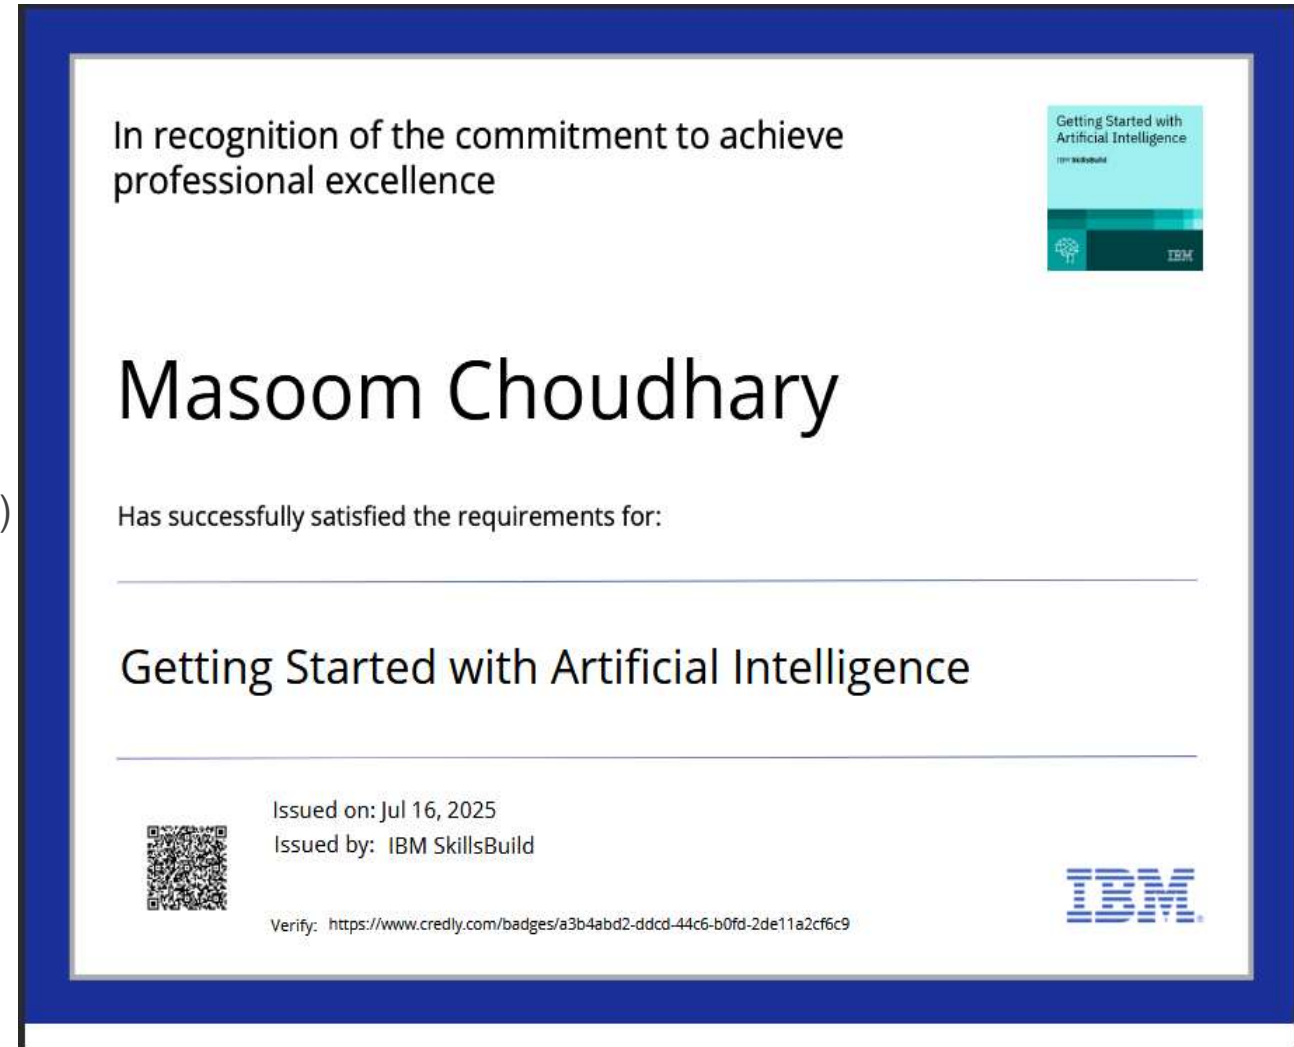 In recognition of the commitment to achieve
professional excellence
Getting Started with
Artificial Intelligence
IBM SkillsBuild
IBM
Masoom Choudhary
)
Has successfully satisfied the requirements for:
Getting Started with Artificial Intelligence
Issued on: Jul 16, 2025
Issued by: IBM SkillsBuild
IBM
Verify: https://www.credly.com/badges/a3b4abd2-ddcd-44c6-b0fd-2de11a2cf6c9